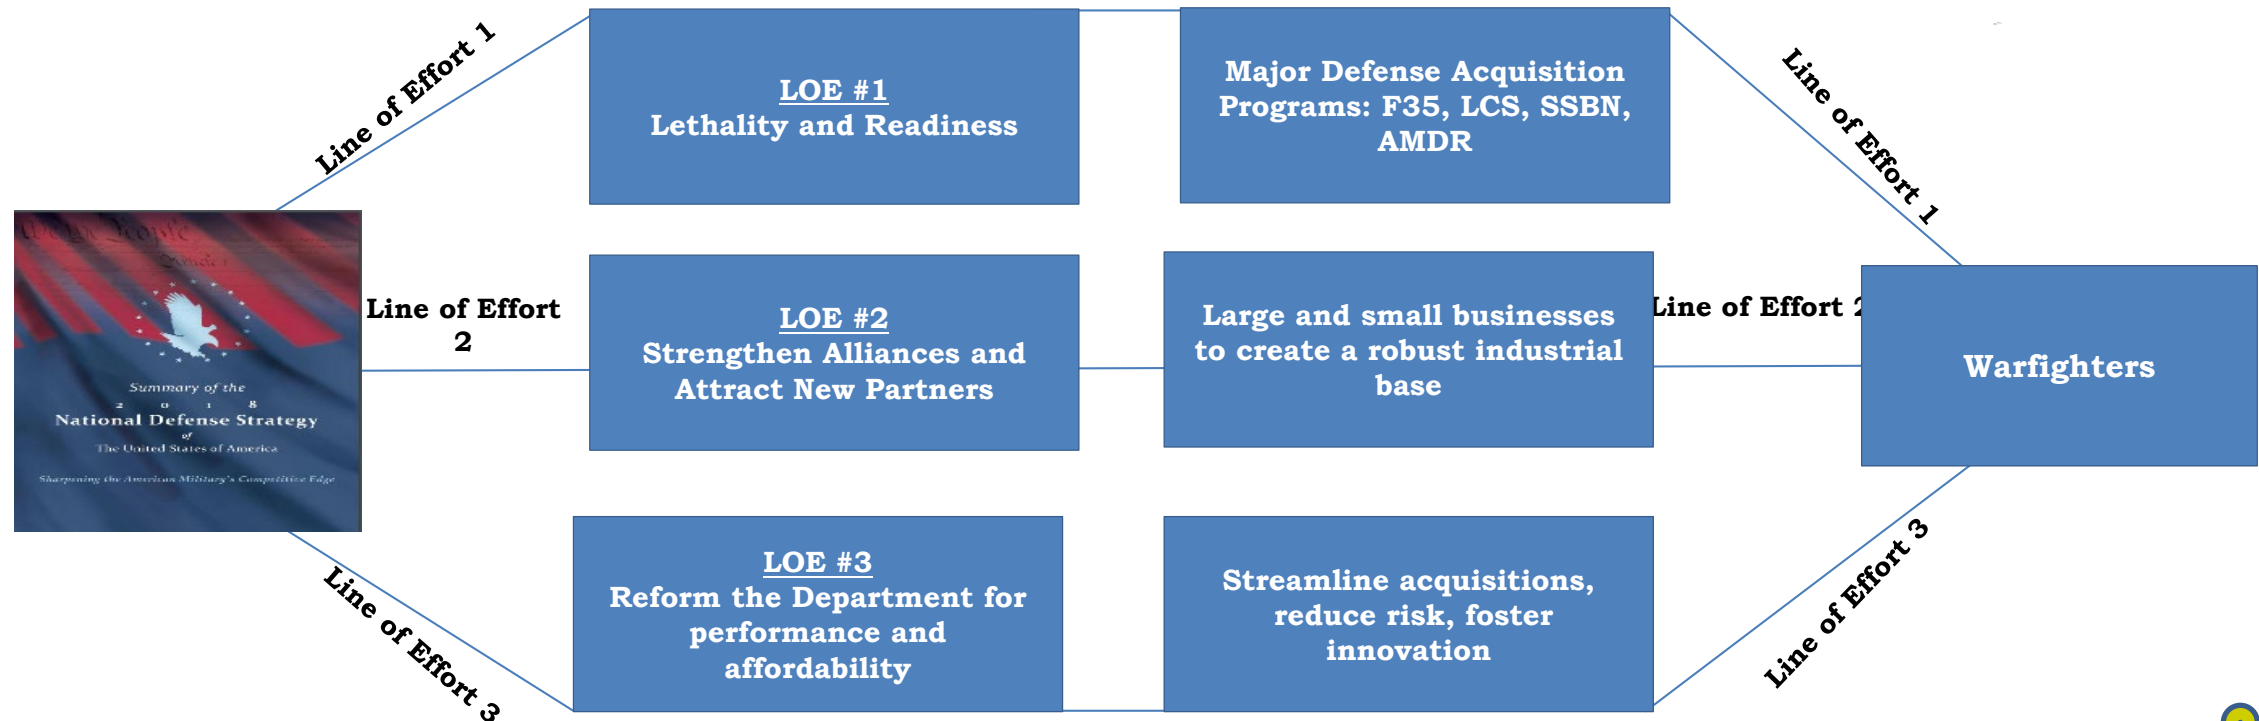 Line of Effort 1
LOE #1
Lethality and Readiness
Major Defense Acquisition
Programs: F35, LCS, SSBN,
AMDR
Line of Effort 1
We the People
Article
Summary of the
2 0 1 8
National Defense Strategy
of
The United States of America
Sharpening the American Military's Competitive Edge
Line of Effort
2
LOE #2
Strengthen Alliances and
Attract New Partners
Large and small businesses
to create a robust industrial
base
Line of Effort 2
Warfighters
Line of Effort 3
LOE #3
Reform the Department for
performance and
affordability
Streamline acquisitions,
reduce risk, foster
innovation
Line of Effort 3